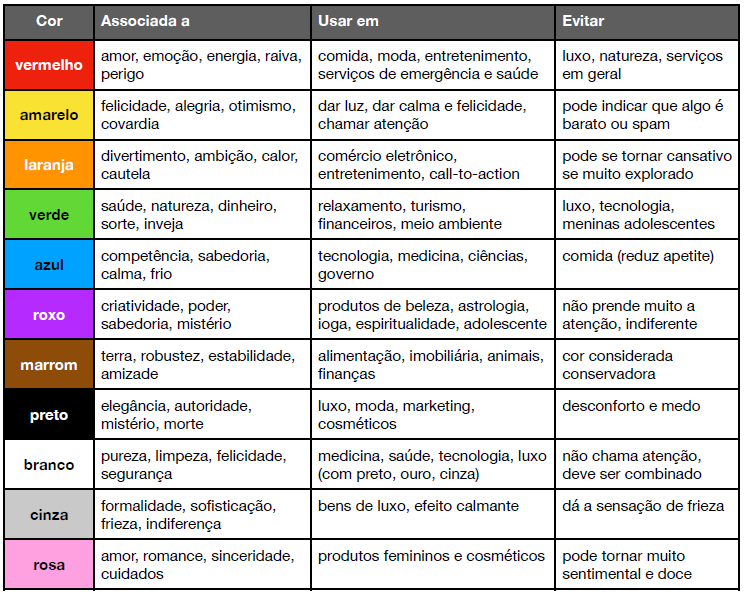 Cor Associada a Usar em Evitar
vermelho amor, emoção, energia, raiva, comida, moda, entretenimento, luxo, natureza, serviços
perigo serviços de emergência e saúde em geral
amarelo felicidade, alegria, otimismo, dar luz, dar calma e felicidade, pode indicar que algo é
covardia chamar atenção barato ou spam
laranja divertimento, ambição, calor, comércio eletrônico, pode se tornar cansativo
cautela entretenimento, call-to-action se muito explorado
verde saúde, natureza, dinheiro, relaxamento, turismo, luxo, tecnologia,
sorte, inveja financeiros, meio ambiente meninas adolescentes
azul competência, sabedoria, tecnologia, medicina, ciências, comida (reduz apetite)
calma, frio governo
roxo criatividade, poder, produtos de beleza, astrologia, não prende muito a
sabedoria, mistério ioga, espiritualidade, adolescente atenção, indiferente
marrom terra, robustez, estabilidade, alimentação, imobiliária, animais, cor considerada
amizade finanças conservadora
preto elegância, autoridade, luxo, moda, marketing, desconforto e medo
mistério, morte cosméticos
branco pureza, limpeza, felicidade, medicina, saúde, tecnologia, luxo não chama atenção,
segurança (com preto, ouro, cinza) deve ser combinado
cinza formalidade, sofisticação, bens de luxo, efeito calmante dá a sensação de frieza
frieza, indiferença
rosa amor, romance, sinceridade, produtos femininos e cosméticos pode tornar muito
cuidados sentimental e doce